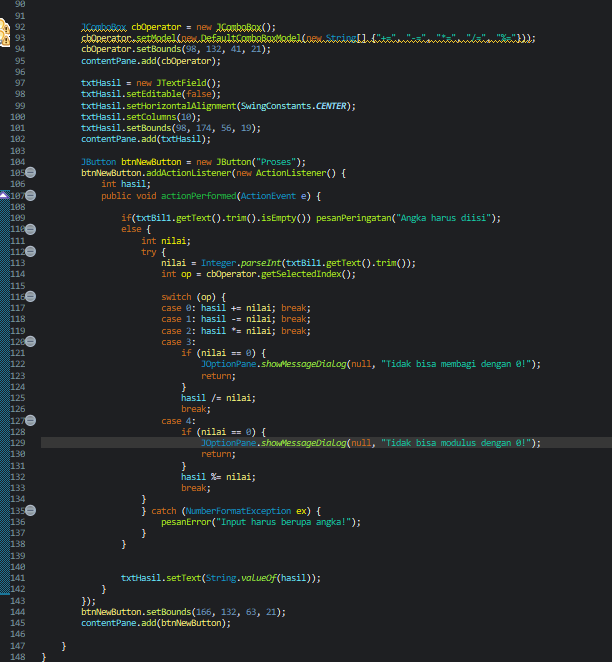 90
91
92 JComboBox cbOperator = new JComboBox();
93 cbOperator.setModel(new DefaultComboBoxModel(new String[] {"+=", "-=", "*=", "/=", "%="}));
94 cbOperator.setBounds(98, 132, 41, 21);
95 contentPane.add(cbOperator);
96
97 txtHasil = new JTextField();
98 txtHasil.setEditable(false);
99 txtHasil.setHorizontalAlignment(SwingConstants.CENTER);
100 txtHasil.setColumns(10);
101 txtHasil.setBounds(98, 174, 56, 19);
102 contentPane.add(txtHasil);
103
104 JButton btnNewButton = new JButton("Proses");
105 btnNewButton.addActionListener(new ActionListener() {
106 int hasil;
107 public void actionPerformed(ActionEvent e) {
108
109 if(txtBil1.getText().trim().isEmpty()) pesanPeringatan("Angka harus diisi");
110 else {
111 int nilai;
112 try {
113 nilai = Integer.parseInt(txtBil1.getText().trim());
114 int op = cbOperator.getSelectedIndex();
115
116 switch (op) {
117 case 0: hasil += nilai; break;
118 case 1: hasil -= nilai; break;
119 case 2: hasil *= nilai; break;
120 case 3:
121 if (nilai == 0) {
122 JOptionPane.showMessageDialog(null, "Tidak bisa membagi dengan 0!");
123 return;
124 }
125 hasil /= nilai;
126 break;
127 case 4:
128 if (nilai == 0) {
129 JOptionPane.showMessageDialog(null, "Tidak bisa modulus dengan 0!");
130 return;
131 }
132 hasil %= nilai;
133 break;
134 }
135 } catch (NumberFormatException ex) {
136 pesanError("Input harus berupa angka!");
137 }
138 }
139
140
141 txtHasil.setText(String.valueOf(hasil));
142 }
143 });
144 btnNewButton.setBounds(166, 132, 63, 21);
145 contentPane.add(btnNewButton);
146
147 }
148 }